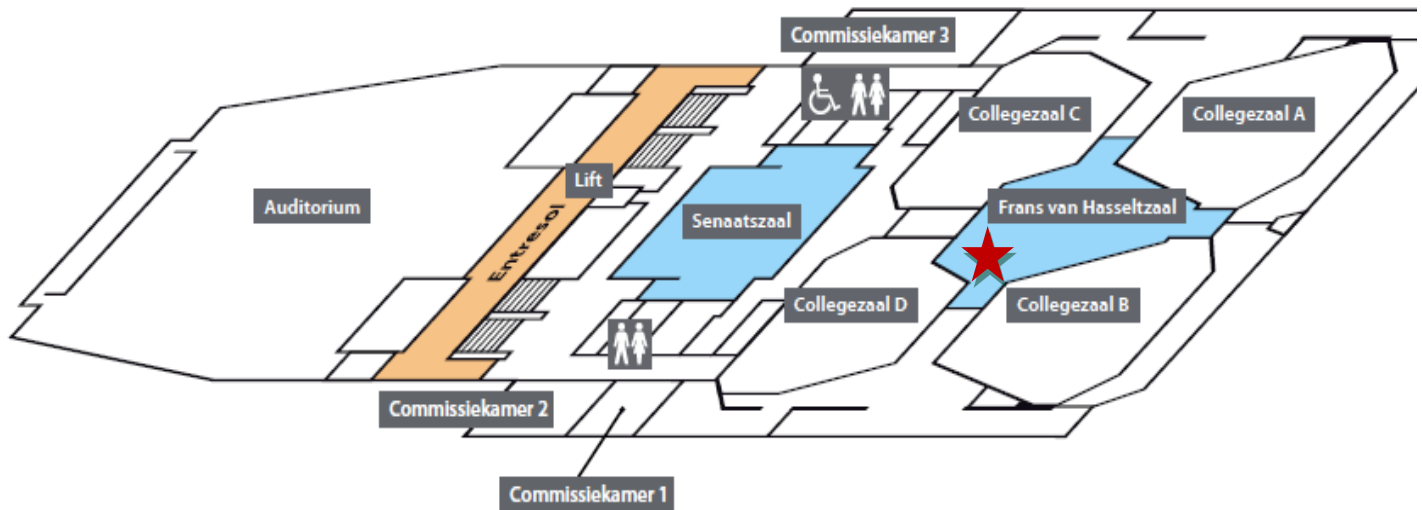 Commissiekamer 3
Collegezaal C
Collegezaal A
Lift
Auditorium
Entresol
Senaatszaal
Frans van Hasseltzaal
Collegezaal D
Collegezaal B
Commissiekamer 2
Commissiekamer 1